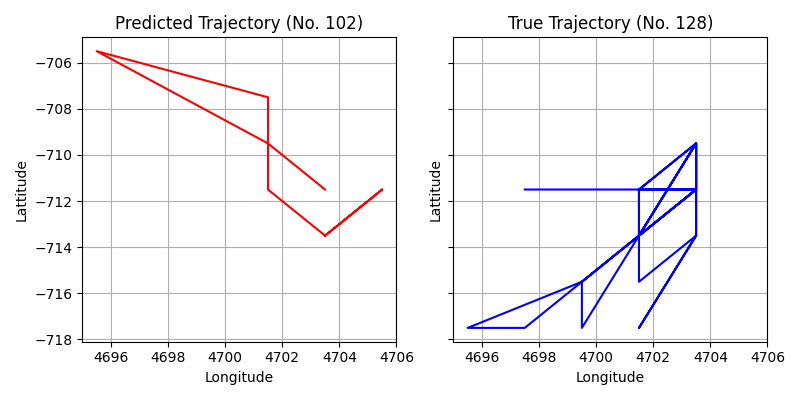 Predicted Trajectory (No. 102)
True Trajectory (No. 128)
−706
−708
−710
−712
−714
−716
−718
Lattitude
Lattitude
4696 4698 4700 4702 4704 4706
4696 4698 4700 4702 4704 4706
Longitude
Longitude